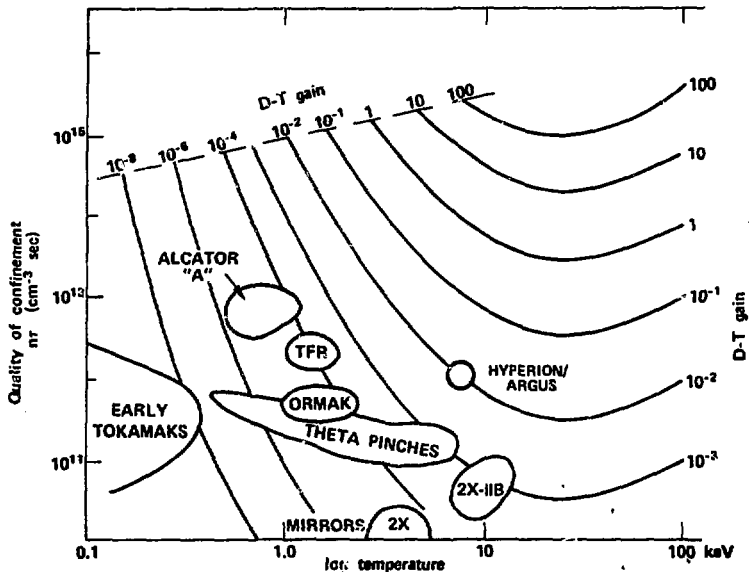 D-T gain
10⁻⁸
10⁻⁶
10⁻⁴
10⁻²
10⁻¹
1
10
100
100
10
1
10⁻¹
10⁻²
10⁻³
D-T gain
Quality of confinement
nτ (cm⁻³ sec)
10¹⁵
10¹³
10¹¹
ALCATOR
"A"
TFR
ORMAK
THETA PINCHES
EARLY
TOKAMAKS
HYPERION/
ARGUS
2X-IIB
MIRRORS
2X
0.1
1.0
10
100
keV
Ion temperature